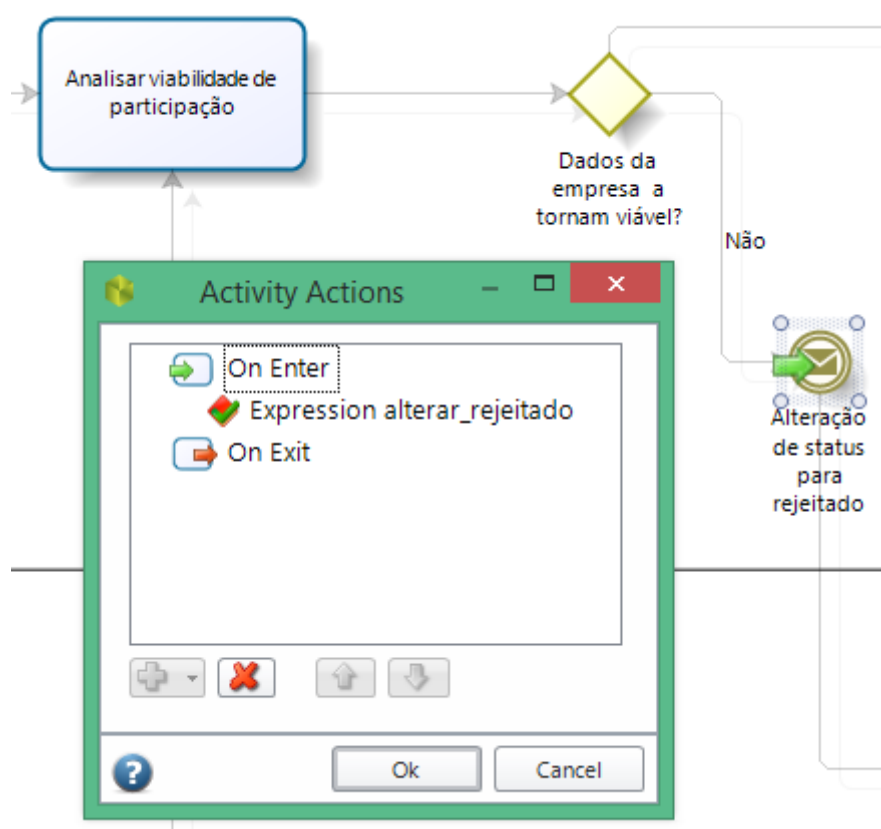 Analisar viabilidade de
participação
Dados da
empresa a
tornam viável?
Não
Activity Actions
On Enter
Expression alterar_rejeitado
On Exit
Ok
Cancel
Alteração
de status
para
rejeitado